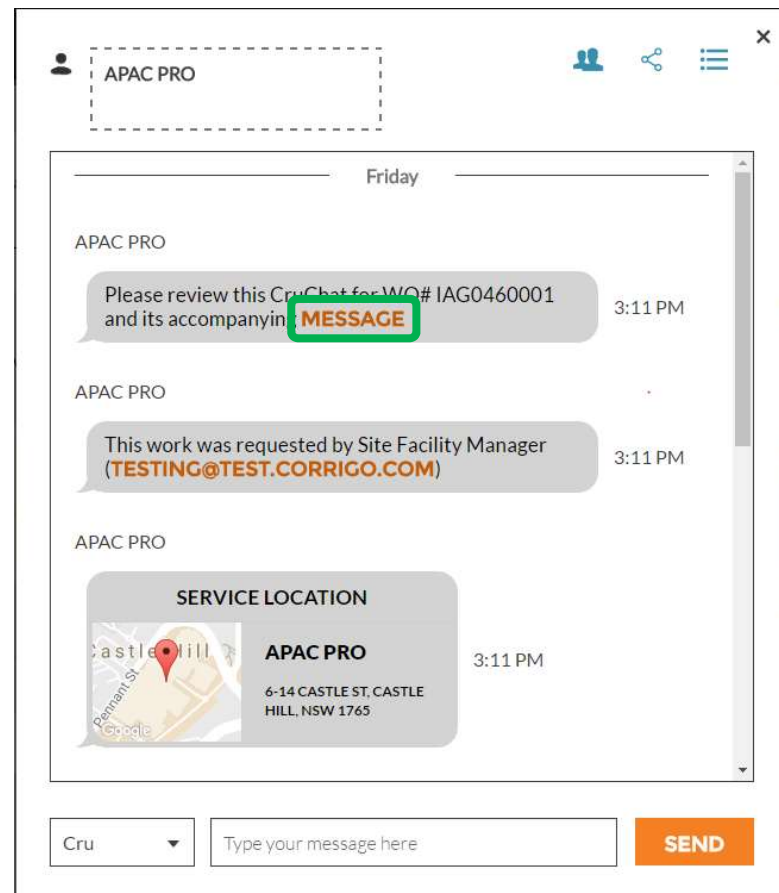 ×
APAC PRO
Friday
APAC PRO
Please review this CruChat for WO# IAG0460001
and its accompanying MESSAGE
3:11 PM
APAC PRO
This work was requested by Site Facility Manager
(TESTING@TEST.CORRIGO.COM)
3:11 PM
APAC PRO
SERVICE LOCATION
Castle Hill
Pennant St
Google
APAC PRO
6-14 CASTLE ST, CASTLE
HILL, NSW 1765
3:11 PM
Cru
Type your message here
SEND